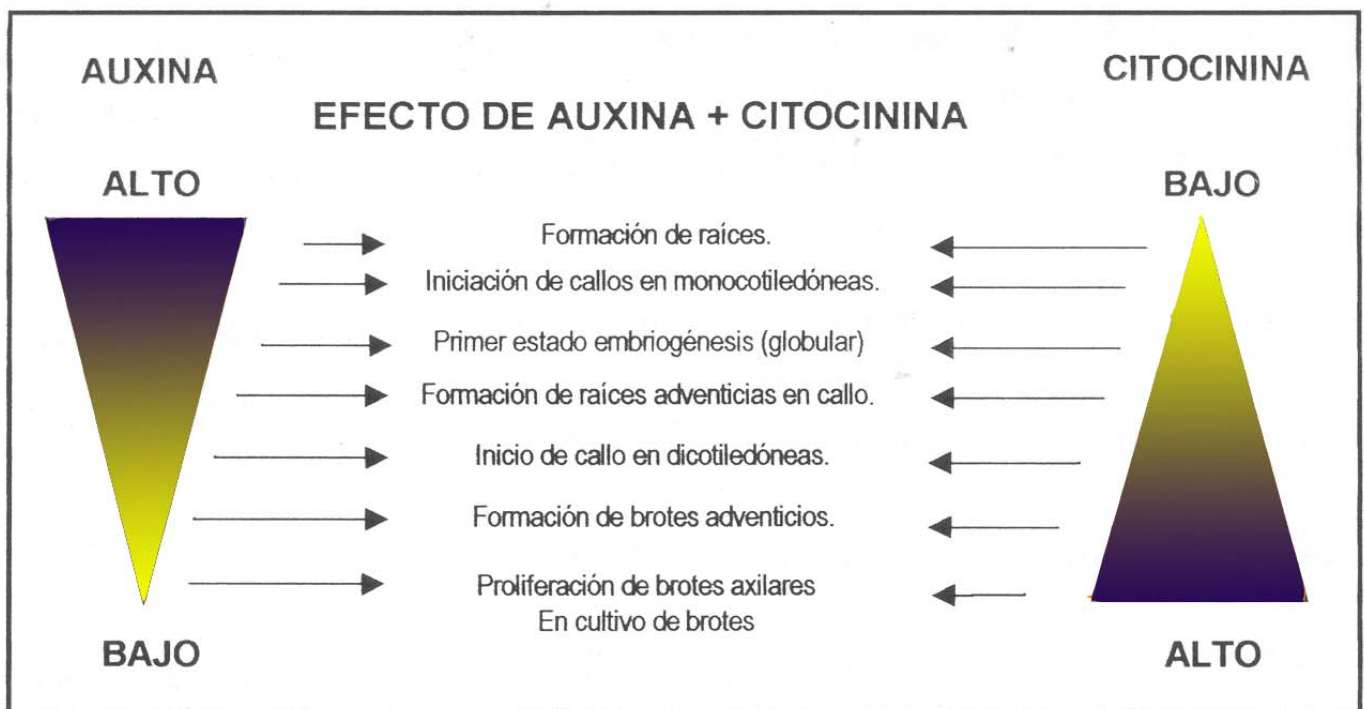 AUXINA
CITOCININA
EFECTO DE AUXINA + CITOCININA
ALTO
BAJO
Formación de raíces.
Iniciación de callos en monocotiledóneas.
Primer estado embriogénesis (globular)
Formación de raíces adventicias en callo.
Inicio de callo en dicotiledóneas.
Formación de brotes adventicios.
Proliferación de brotes axilares
En cultivo de brotes
BAJO
ALTO